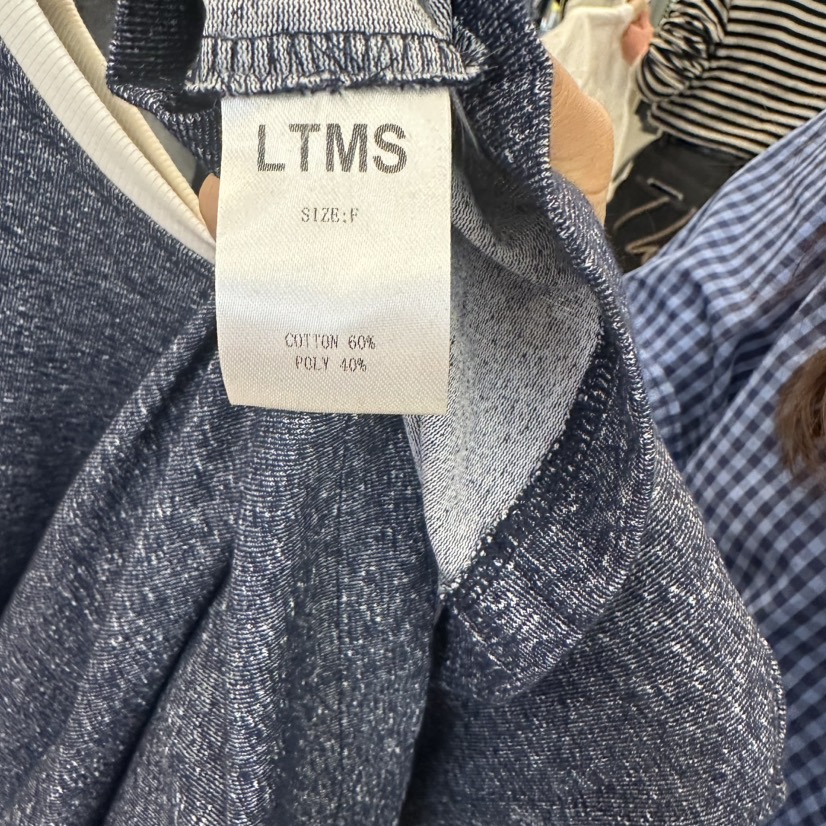 LTMS
SIZE:F
COTTON 60%
POLY 40%